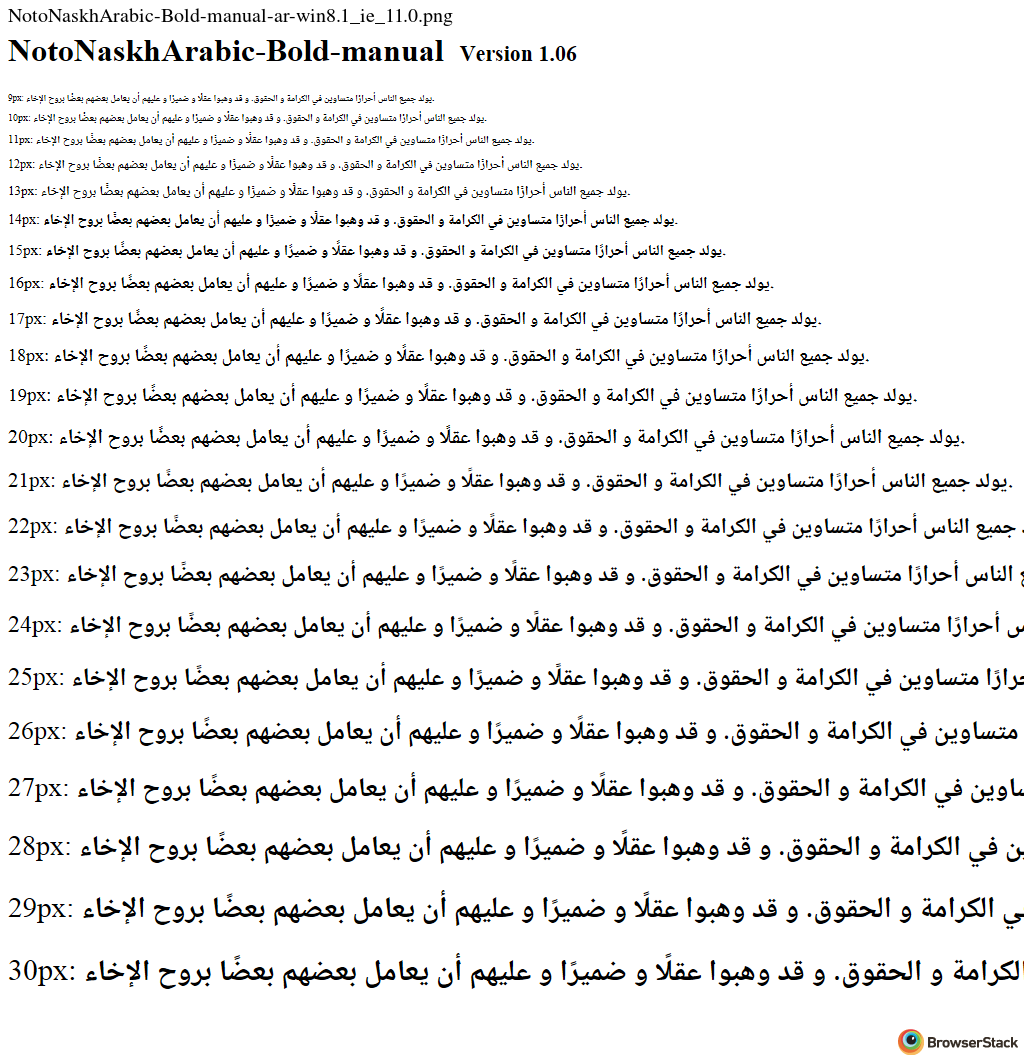 NotoNaskhArabic-Bold-manual-ar-win8.1_ie_11.0.png
NotoNaskhArabic-Bold-manual Version 1.06
9px: يولد جميع الناس أحرارًا متساوين في الكرامة و الحقوق. و قد وهبوا عقلًا و ضميرًا و عليهم أن يعامل بعضهم بعضًا بروح الإخاء.
10px: يولد جميع الناس أحرارًا متساوين في الكرامة و الحقوق. و قد وهبوا عقلًا و ضميرًا و عليهم أن يعامل بعضهم بعضًا بروح الإخاء.
11px: يولد جميع الناس أحرارًا متساوين في الكرامة و الحقوق. و قد وهبوا عقلًا و ضميرًا و عليهم أن يعامل بعضهم بعضًا بروح الإخاء.
12px: يولد جميع الناس أحرارًا متساوين في الكرامة و الحقوق. و قد وهبوا عقلًا و ضميرًا و عليهم أن يعامل بعضهم بعضًا بروح الإخاء.
13px: يولد جميع الناس أحرارًا متساوين في الكرامة و الحقوق. و قد وهبوا عقلًا و ضميرًا و عليهم أن يعامل بعضهم بعضًا بروح الإخاء.
14px: يولد جميع الناس أحرارًا متساوين في الكرامة و الحقوق. و قد وهبوا عقلًا و ضميرًا و عليهم أن يعامل بعضهم بعضًا بروح الإخاء.
15px: يولد جميع الناس أحرارًا متساوين في الكرامة و الحقوق. و قد وهبوا عقلًا و ضميرًا و عليهم أن يعامل بعضهم بعضًا بروح الإخاء.
16px: يولد جميع الناس أحرارًا متساوين في الكرامة و الحقوق. و قد وهبوا عقلًا و ضميرًا و عليهم أن يعامل بعضهم بعضًا بروح الإخاء.
17px: يولد جميع الناس أحرارًا متساوين في الكرامة و الحقوق. و قد وهبوا عقلًا و ضميرًا و عليهم أن يعامل بعضهم بعضًا بروح الإخاء.
18px: يولد جميع الناس أحرارًا متساوين في الكرامة و الحقوق. و قد وهبوا عقلًا و ضميرًا و عليهم أن يعامل بعضهم بعضًا بروح الإخاء.
19px: يولد جميع الناس أحرارًا متساوين في الكرامة و الحقوق. و قد وهبوا عقلًا و ضميرًا و عليهم أن يعامل بعضهم بعضًا بروح الإخاء.
20px: يولد جميع الناس أحرارًا متساوين في الكرامة و الحقوق. و قد وهبوا عقلًا و ضميرًا و عليهم أن يعامل بعضهم بعضًا بروح الإخاء.
21px: يولد جميع الناس أحرارًا متساوين في الكرامة و الحقوق. و قد وهبوا عقلًا و ضميرًا و عليهم أن يعامل بعضهم بعضًا بروح الإخاء.
22px: جميع الناس أحرارًا متساوين في الكرامة و الحقوق. و قد وهبوا عقلًا و ضميرًا و عليهم أن يعامل بعضهم بعضًا بروح الإخاء
23px: الناس أحرارًا متساوين في الكرامة و الحقوق. و قد وهبوا عقلًا و ضميرًا و عليهم أن يعامل بعضهم بعضًا بروح الإخاء
24px: أحرارًا متساوين في الكرامة و الحقوق. و قد وهبوا عقلًا و ضميرًا و عليهم أن يعامل بعضهم بعضًا بروح الإخاء
25px: متساوين في الكرامة و الحقوق. و قد وهبوا عقلًا و ضميرًا و عليهم أن يعامل بعضهم بعضًا بروح الإخاء
26px: متساوين في الكرامة و الحقوق. و قد وهبوا عقلًا و ضميرًا و عليهم أن يعامل بعضهم بعضًا بروح الإخاء
27px: في الكرامة و الحقوق. و قد وهبوا عقلًا و ضميرًا و عليهم أن يعامل بعضهم بعضًا بروح الإخاء
28px: في الكرامة و الحقوق. و قد وهبوا عقلًا و ضميرًا و عليهم أن يعامل بعضهم بعضًا بروح الإخاء
29px: الكرامة و الحقوق. و قد وهبوا عقلًا و ضميرًا و عليهم أن يعامل بعضهم بعضًا بروح الإخاء
30px: الكرامة و الحقوق. و قد وهبوا عقلًا و ضميرًا و عليهم أن يعامل بعضهم بعضًا بروح الإخاء
BrowserStack